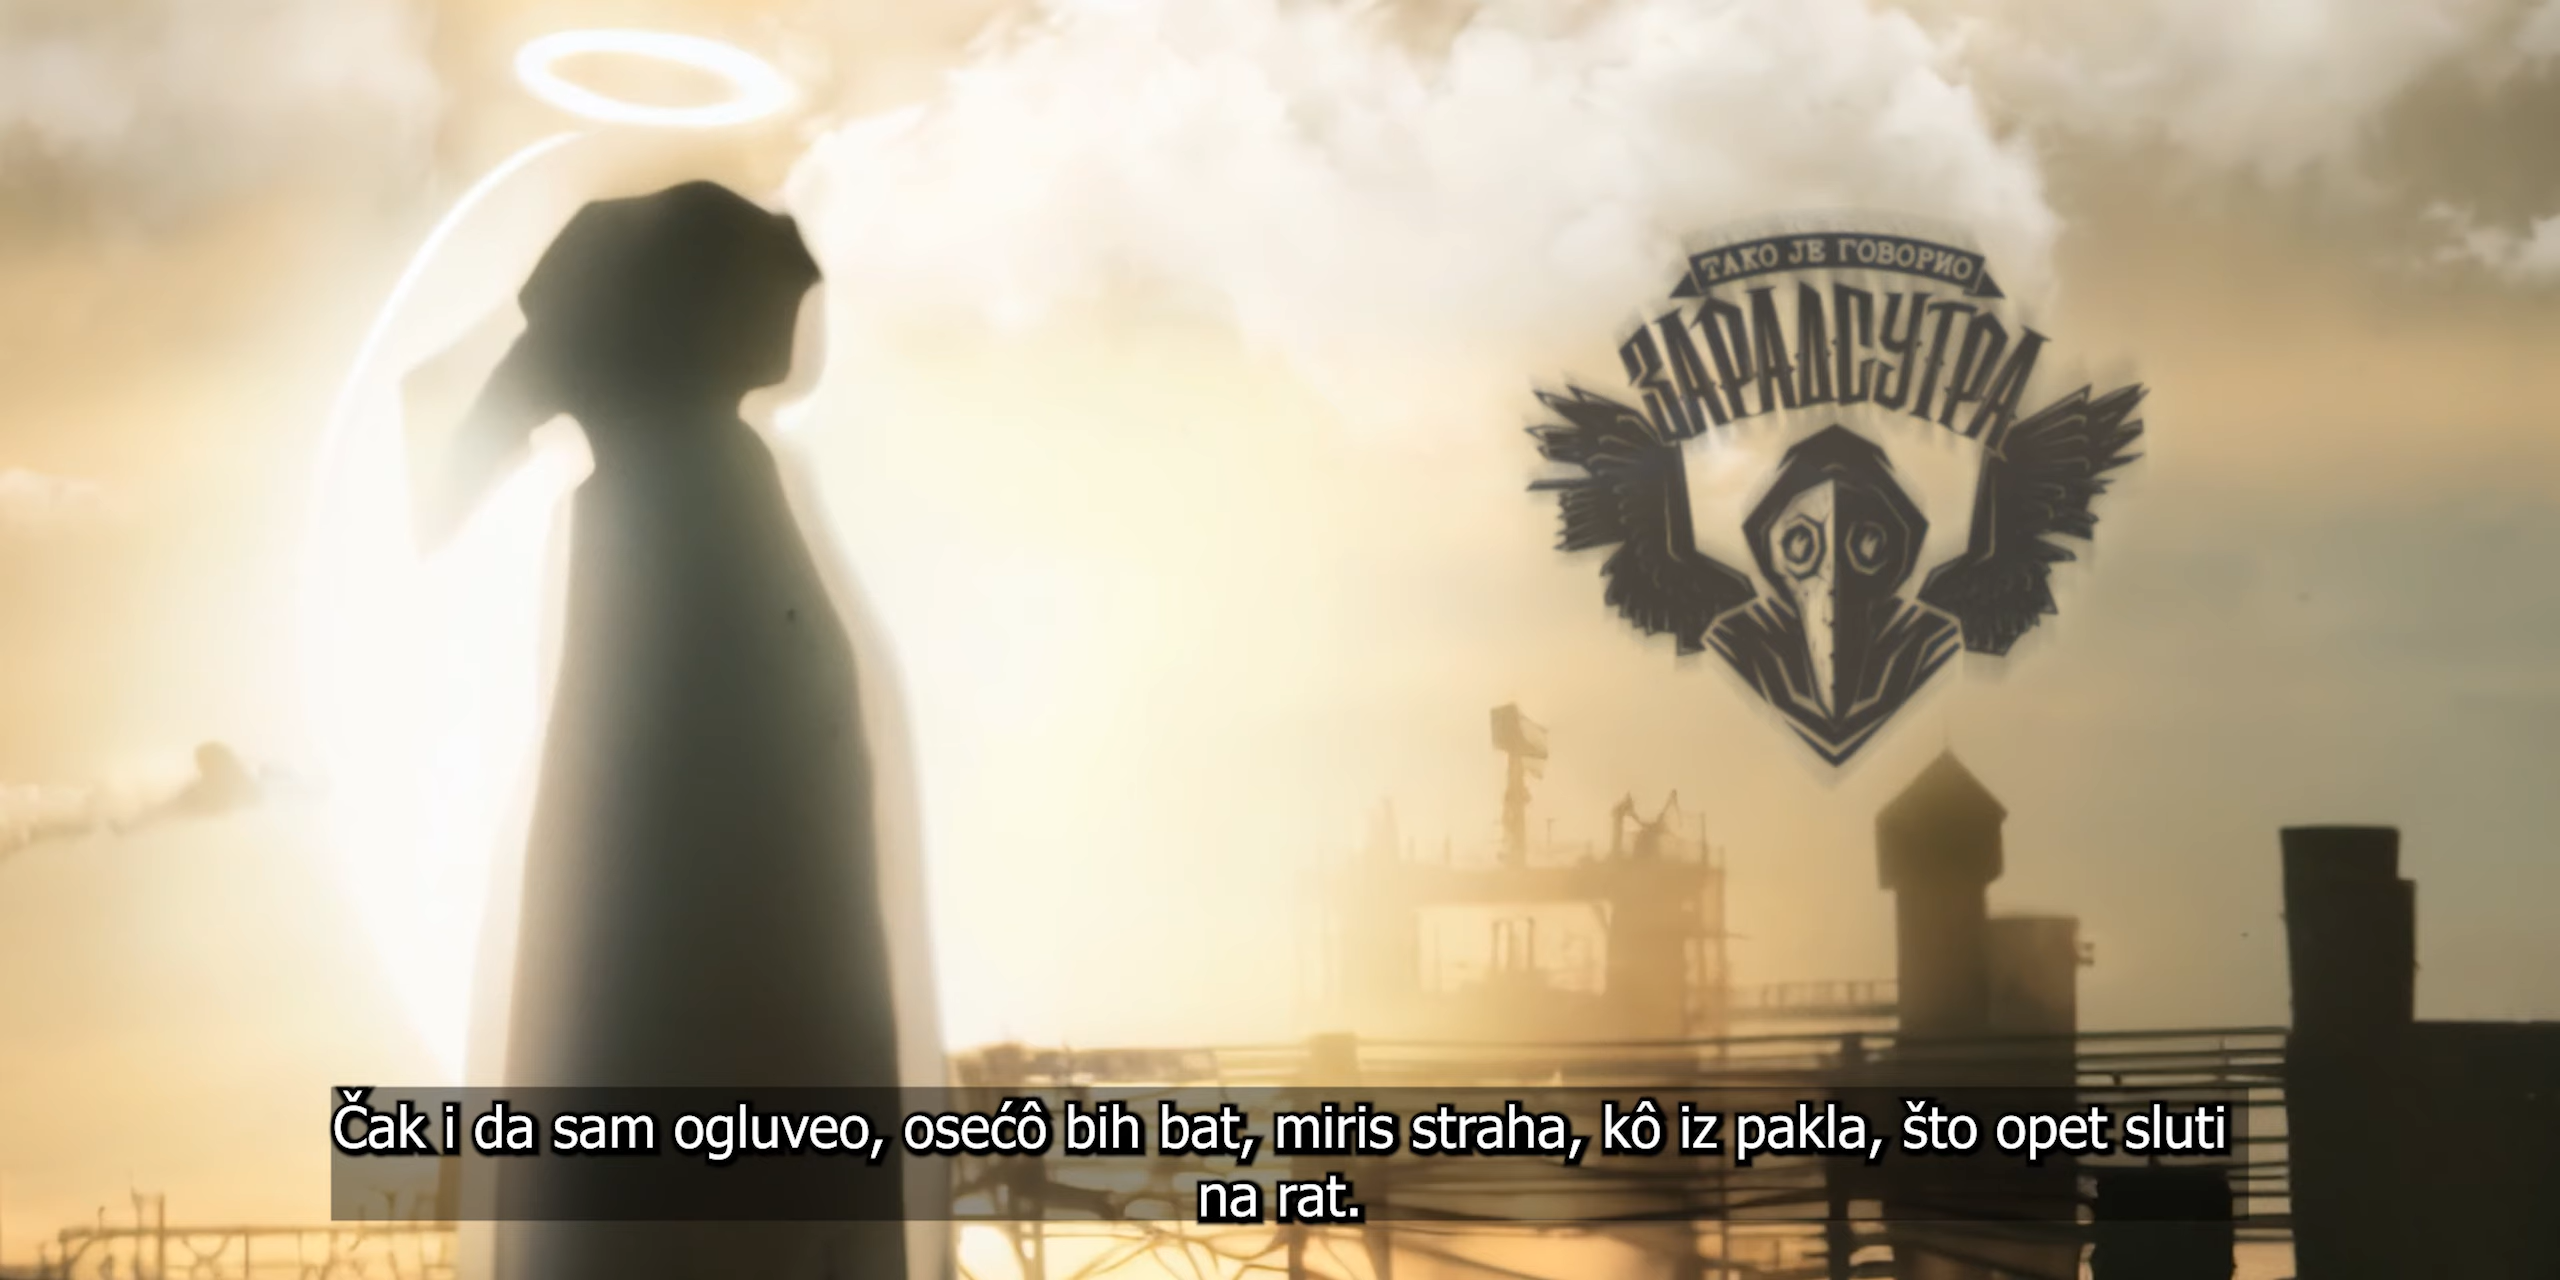 ТАКО ЈЕ ГОВОРИО
ЗАРАДСУТРА
Čak i da sam ogluveo, osećô bih bat, miris straha, kô iz pakla, što opet sluti
na rat.